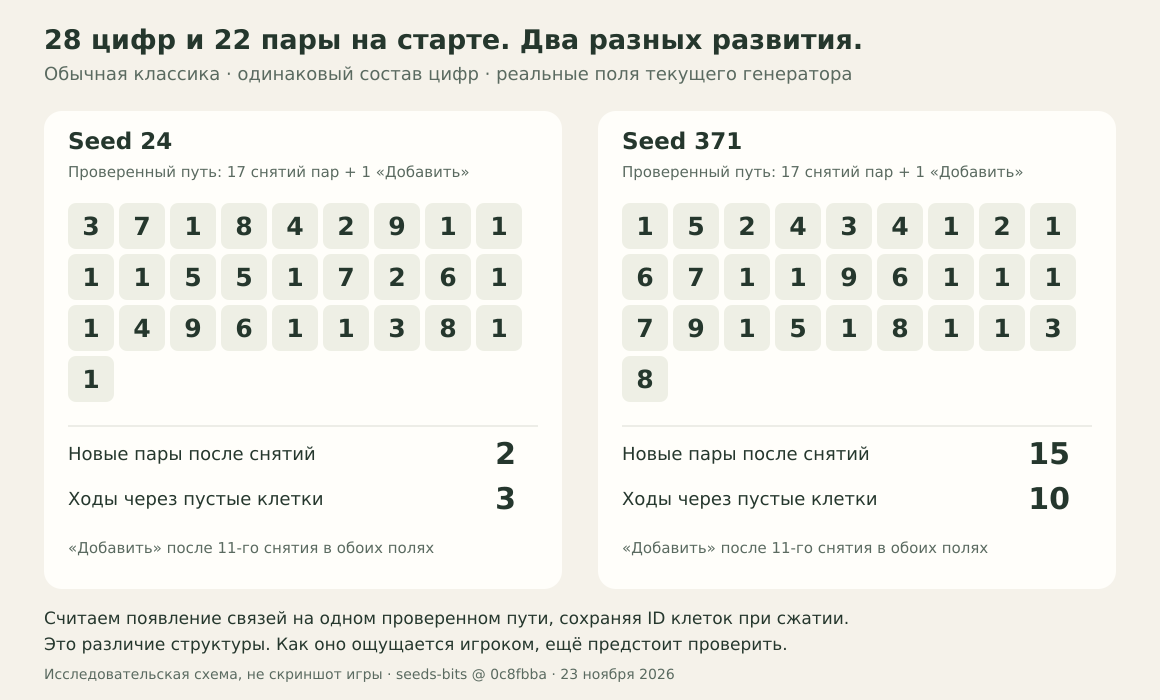 28 цифр и 22 пары на старте. Два разных развития.
Обычная классика · одинаковый состав цифр · реальные поля текущего генератора
Seed 24
Проверенный путь: 17 снятий пар + 1 «Добавить»
3 7 1 8 4 2 9 1 1
1 1 5 5 1 7 2 6 1
1 4 9 6 1 1 3 8 1
1
Новые пары после снятий 2
Ходы через пустые клетки 3
«Добавить» после 11-го снятия в обоих полях
Seed 371
Проверенный путь: 17 снятий пар + 1 «Добавить»
1 5 2 4 3 4 1 2 1
6 7 1 1 9 6 1 1 1
7 9 1 5 1 8 1 1 3
8
Новые пары после снятий 15
Ходы через пустые клетки 10
«Добавить» после 11-го снятия в обоих полях
Считаем появление связей на одном проверенном пути, сохраняя ID клеток при сжатии.
Это различие структуры. Как оно ощущается игроком, ещё предстоит проверить.
Исследовательская схема, не скриншот игры · seeds-bits @ 0c8fbba · 23 ноября 2026